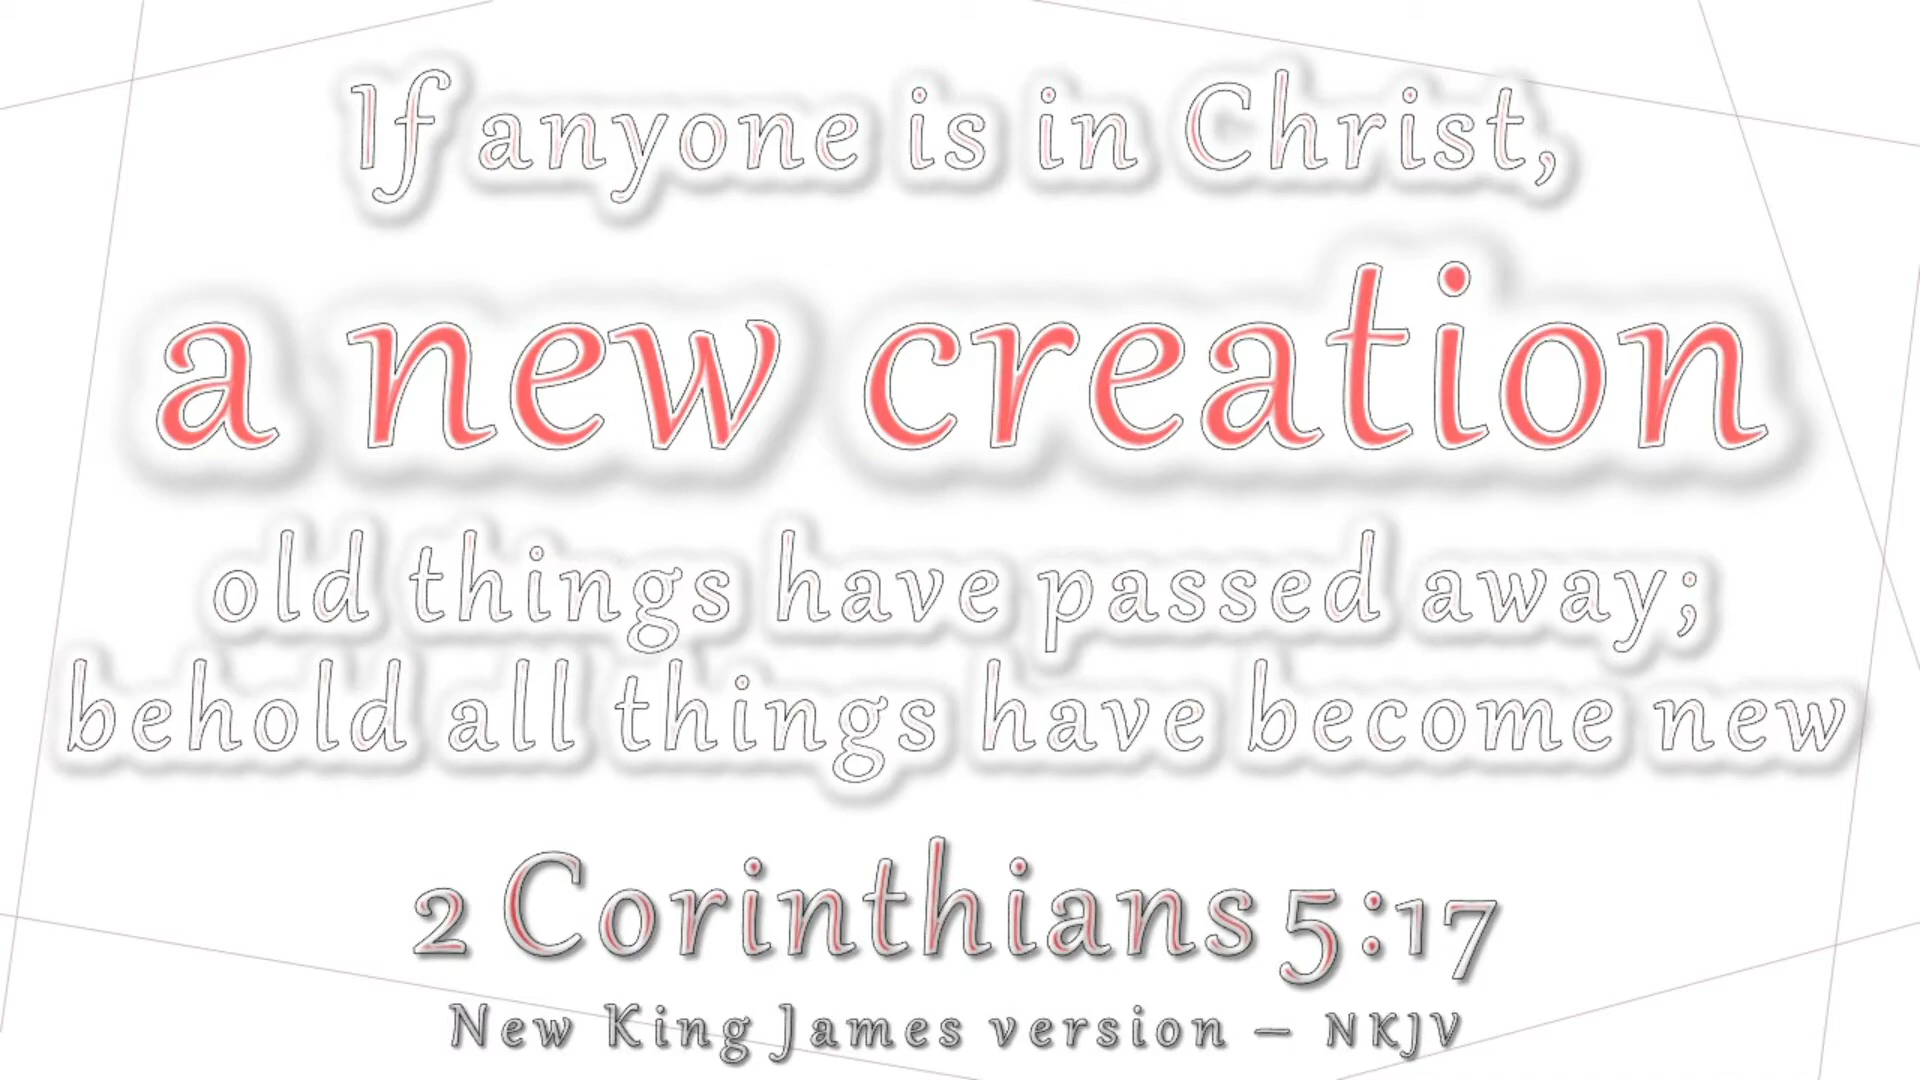 If anyone is in Christ,
a new creation
old things have passed away;
behold all things have become new
2 Corinthians 5:17
New King James version – NKJV